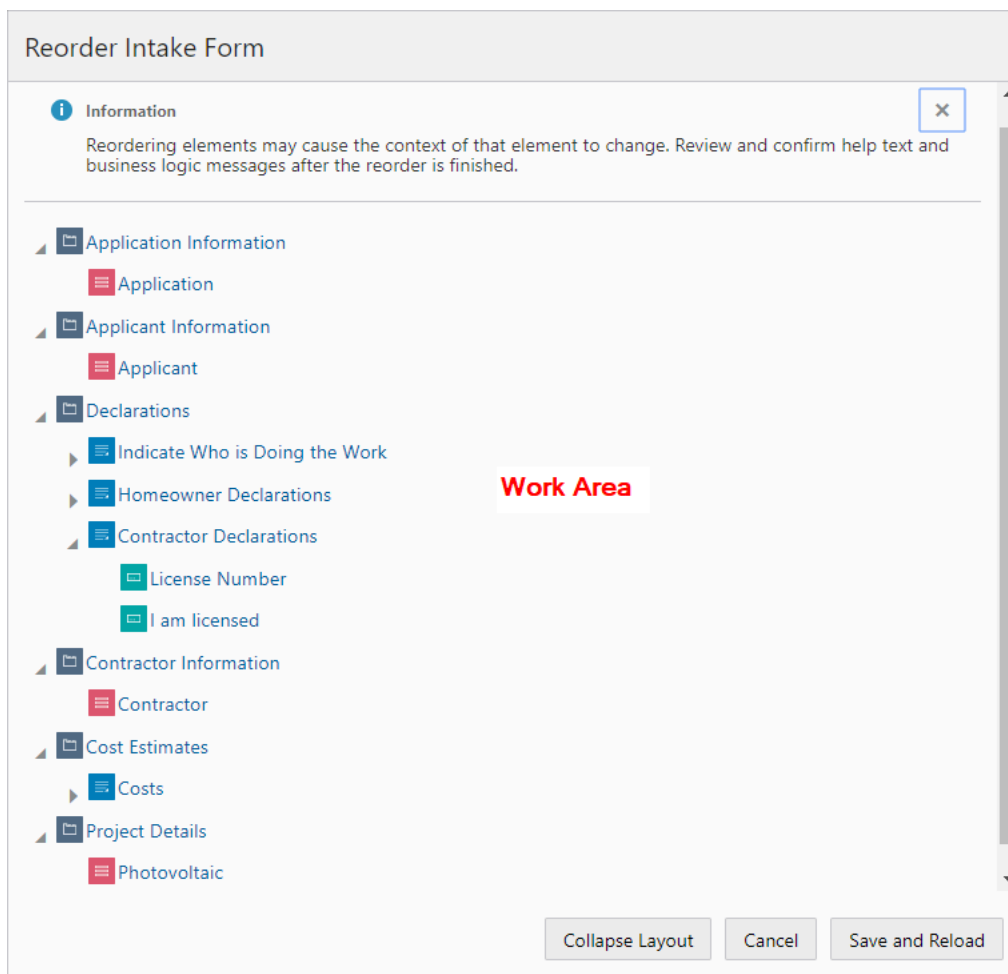 Reorder Intake Form
Information
Reordering elements may cause the context of that element to change. Review and confirm help text and
business logic messages after the reorder is finished.
Application Information
Application
Applicant Information
Applicant
Declarations
Indicate Who is Doing the Work
Homeowner Declarations
Work Area
Contractor Declarations
License Number
I am licensed
Contractor Information
Contractor
Cost Estimates
Costs
Project Details
Photovoltaic
Collapse Layout
Cancel
Save and Reload